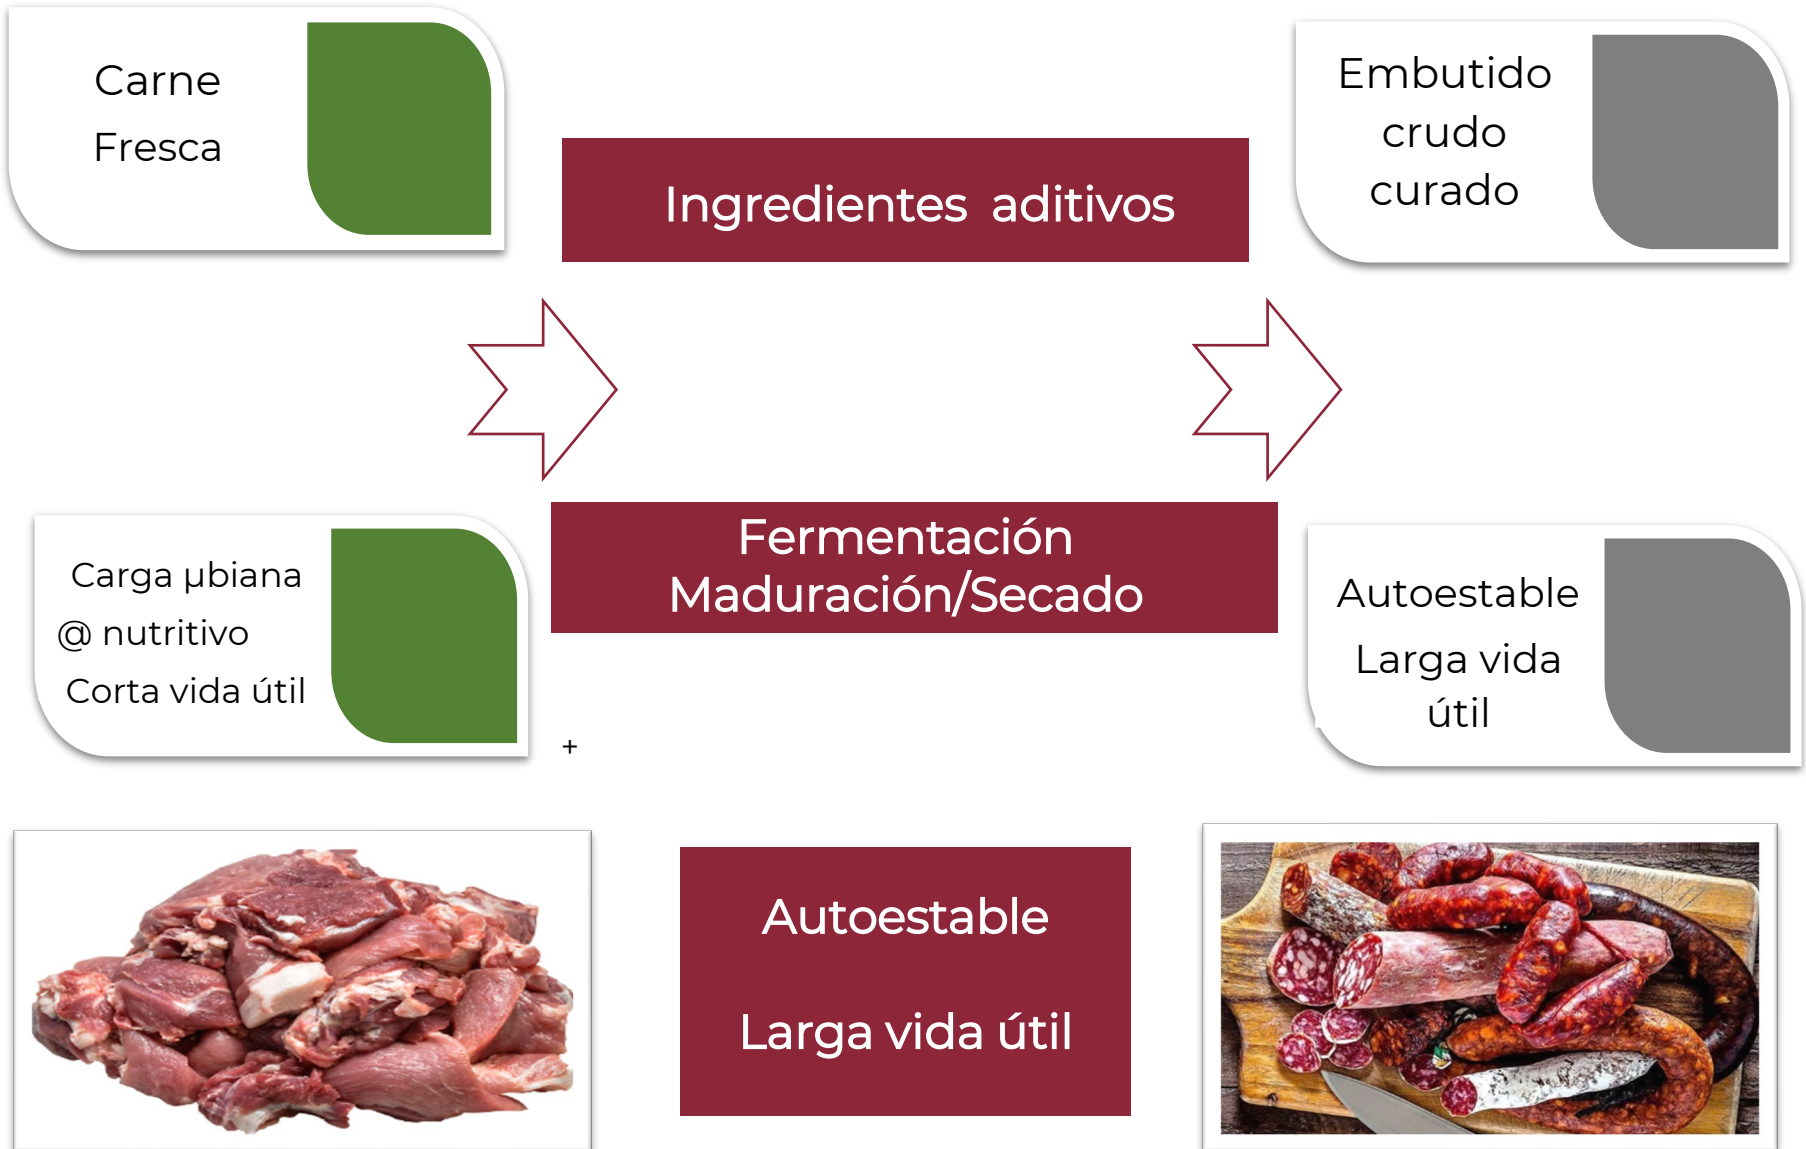 Carne
Fresca
Ingredientes aditivos
Embutido
crudo
curado
Carga µbiana
@ nutritivo
Corta vida útil
Fermentación
Maduración/Secado
Autoestable
Larga vida
útil
+
Autoestable
Larga vida útil